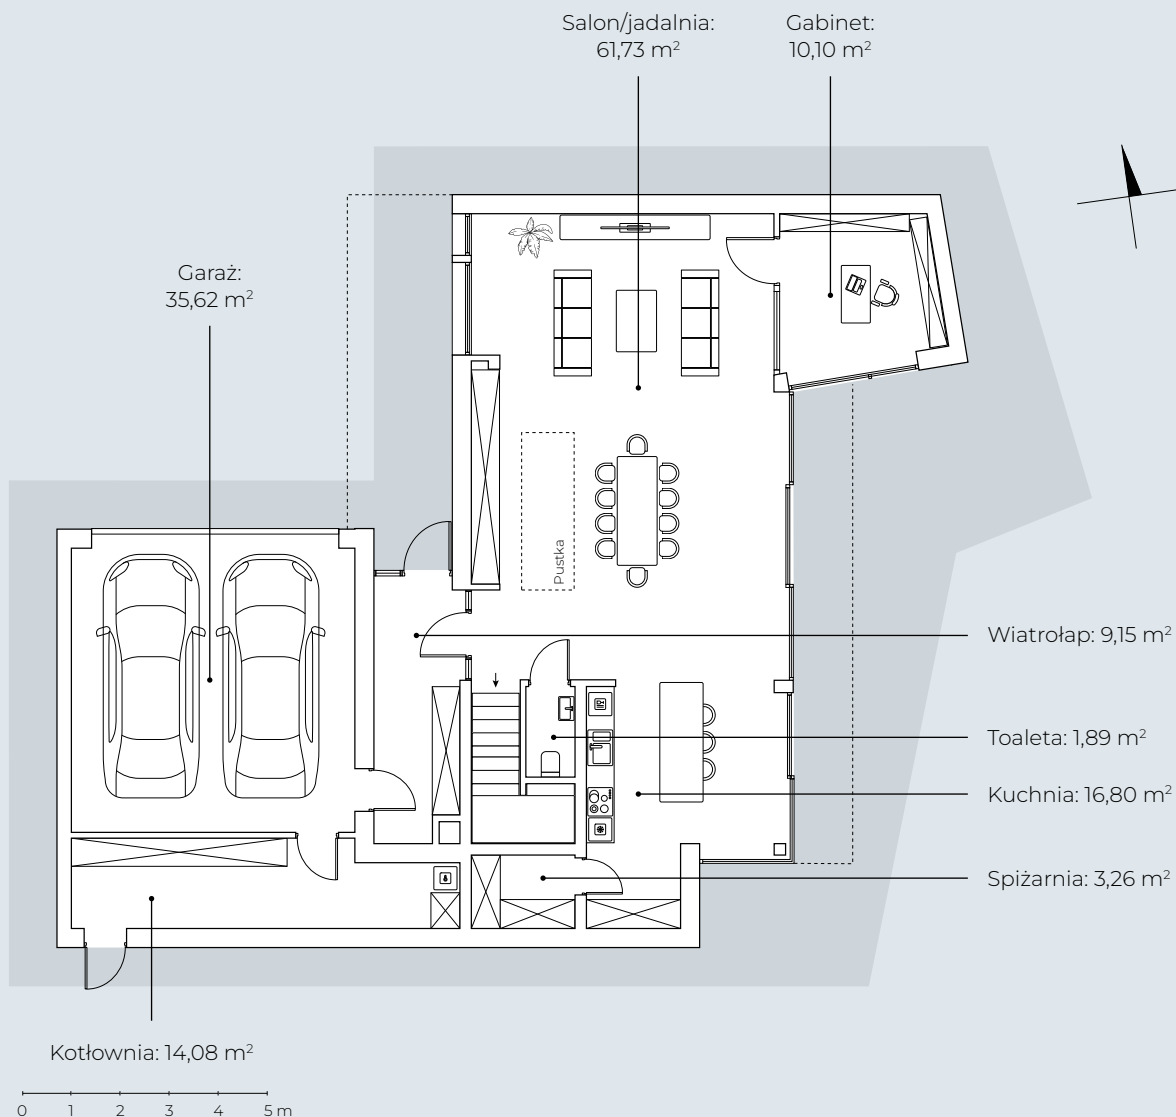 Salon/jadalnia:
61,73 m²
Gabinet:
10,10 m²
Garaż:
35,62 m²
Pustka
Wiatrołap: 9,15 m²
Toaleta: 1,89 m²
Kuchnia: 16,80 m²
Spiżarnia: 3,26 m²
Kotłownia: 14,08 m²
0 1 2 3 4 5 m